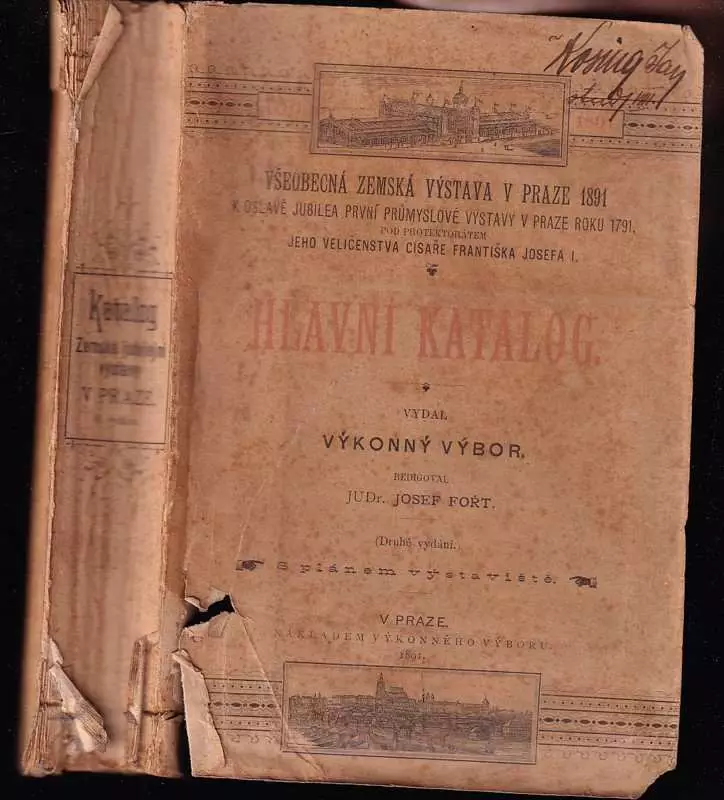 VŠEOBECNÁ ZEMSKÁ VÝSTAVA V PRAZE 1891
K OSLAVĚ JUBILEA PRVNÍ PRŮMYSLOVÉ VÝSTAVY V PRAZE ROKU 1791,
POD PROTEKTORÁTEM
JEHO VELIČENSTVA CÍSAŘE FRANTIŠKA JOSEFA I.
HLAVNÍ KATALOG.
VYDAL
VÝKONNÝ VÝBOR,
REDIGOVAL
JUDr. JOSEF FOŘT.
(Druhé vydání.)
S plánem výstaviště.
V PRAZE.
NÁKLADEM VÝKONNÉHO VÝBORU.
1891.
Katalog
Zemské jubilejní
výstavy
V PRAZE